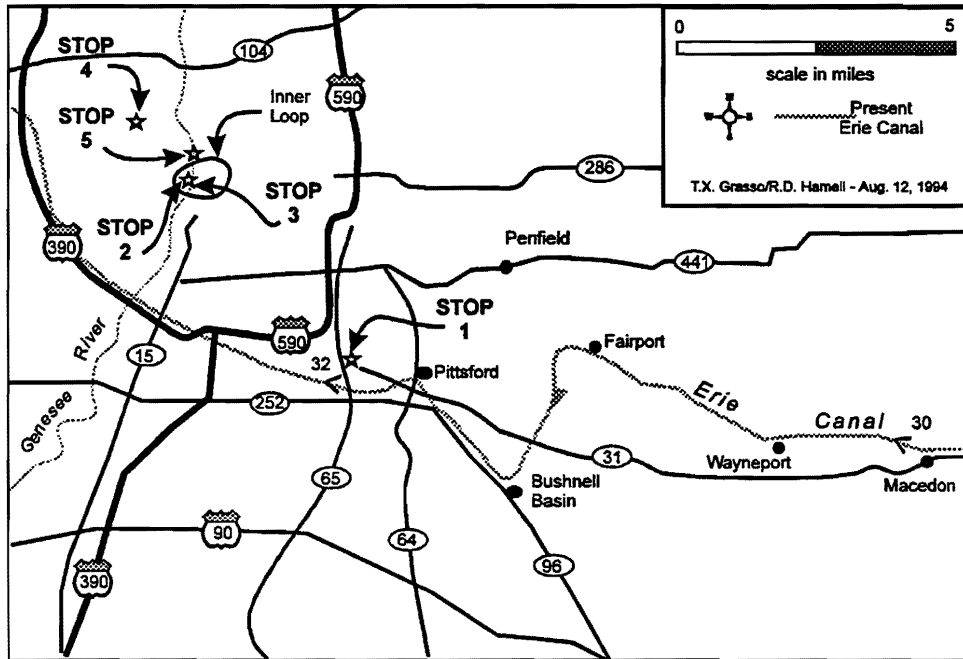 STOP
4
104
0
5
scale in miles
N
W
E
S
Present
Erie Canal
T.X. Grasso/R.D. Hamell - Aug. 12, 1994
Inner
Loop
590
STOP
5
286
STOP
2
STOP
3
390
Penfield
441
River
590
STOP
1
Fairport
15
32
Pittsford
Erie
Canal
30
252
Genesee
31
Wayneport
Macedon
65
Bushnell
Basin
90
64
96
390